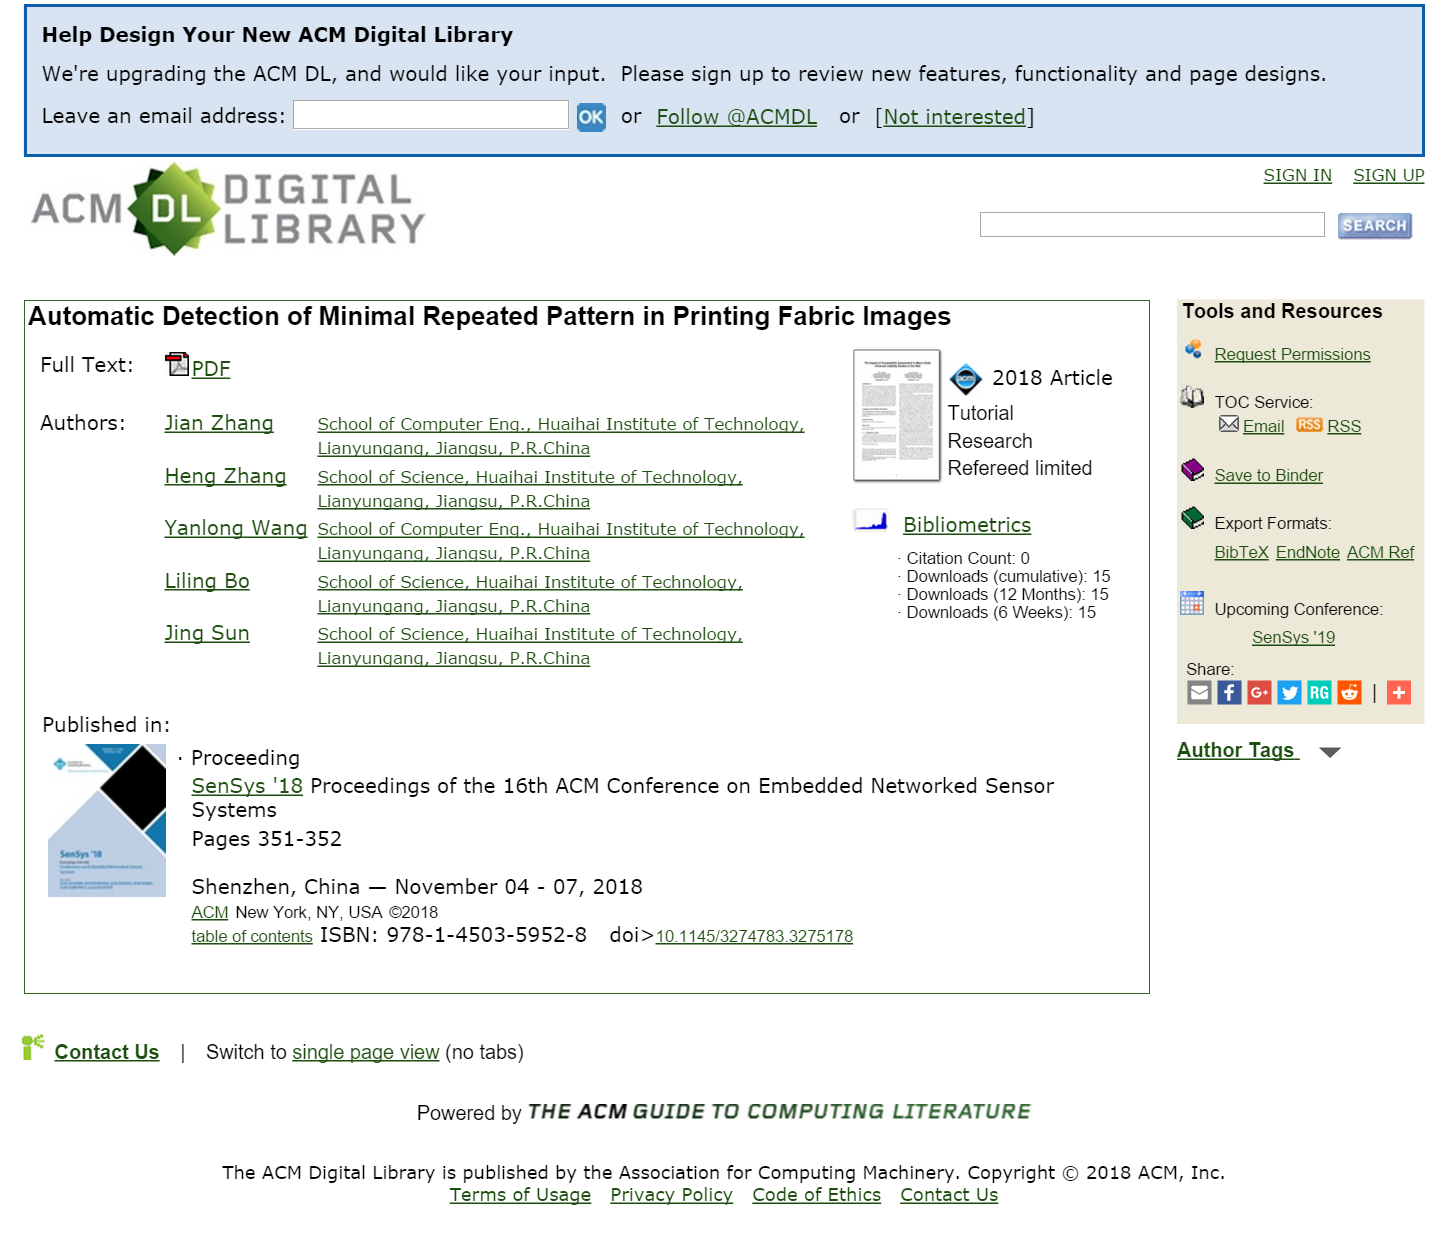 Help Design Your New ACM Digital Library
We're upgrading the ACM DL, and would like your input. Please sign up to review new features, functionality and page designs.
Leave an email address: OK or Follow @ACMDL or [Not interested]
ACM DL DIGITAL LIBRARY
SIGN IN SIGN UP
SEARCH
Automatic Detection of Minimal Repeated Pattern in Printing Fabric Images
Full Text: PDF
Authors: Jian Zhang School of Computer Eng., Huaihai Institute of Technology,
Lianyungang, Jiangsu, P.R.China
Heng Zhang School of Science, Huaihai Institute of Technology,
Lianyungang, Jiangsu, P.R.China
Yanlong Wang School of Computer Eng., Huaihai Institute of Technology,
Lianyungang, Jiangsu, P.R.China
Liling Bo School of Science, Huaihai Institute of Technology,
Lianyungang, Jiangsu, P.R.China
Jing Sun School of Science, Huaihai Institute of Technology,
Lianyungang, Jiangsu, P.R.China
2018 Article
Tutorial
Research
Refereed limited
Bibliometrics
· Citation Count: 0
· Downloads (cumulative): 15
· Downloads (12 Months): 15
· Downloads (6 Weeks): 15
Published in:
SenSys '18
· Proceeding
SenSys '18 Proceedings of the 16th ACM Conference on Embedded Networked Sensor
Systems
Pages 351-352
Shenzhen, China — November 04 - 07, 2018
ACM New York, NY, USA ©2018
table of contents ISBN: 978-1-4503-5952-8 doi>10.1145/3274783.3275178
Tools and Resources
Request Permissions
TOC Service:
Email RSS RSS
Save to Binder
Export Formats:
BibTeX EndNote ACM Ref
Upcoming Conference:
SenSys '19
Share:
f G+ RG | +
Author Tags
Contact Us | Switch to single page view (no tabs)
Powered by THE ACM GUIDE TO COMPUTING LITERATURE
The ACM Digital Library is published by the Association for Computing Machinery. Copyright © 2018 ACM, Inc.
Terms of Usage Privacy Policy Code of Ethics Contact Us